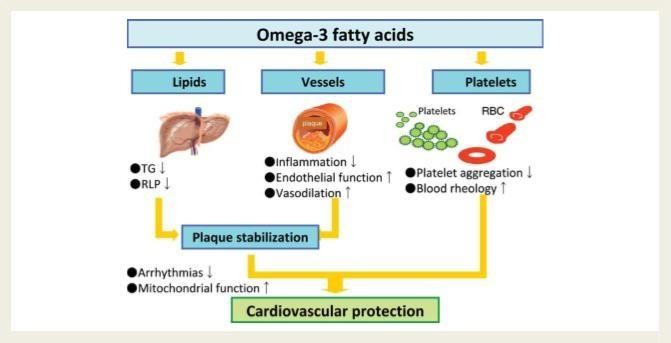 Omega-3 fatty acids
Lipids
Vessels
Platelets
plaque
Platelets
RBC
●TG ↓
●RLP ↓
●Inflammation ↓
●Endothelial function ↑
●Vasodilation ↑
●Platelet aggregation ↓
●Blood rheology ↑
Plaque stabilization
●Arrhythmias ↓
●Mitochondrial function ↑
Cardiovascular protection